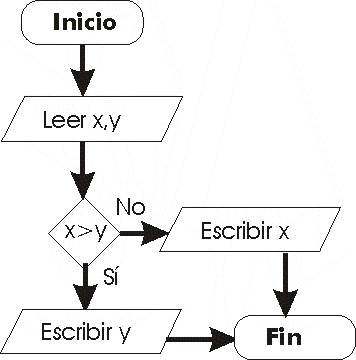 Inicio
Leer x,y
x>y
No
Escribir x
Sí
Escribir y
Fin